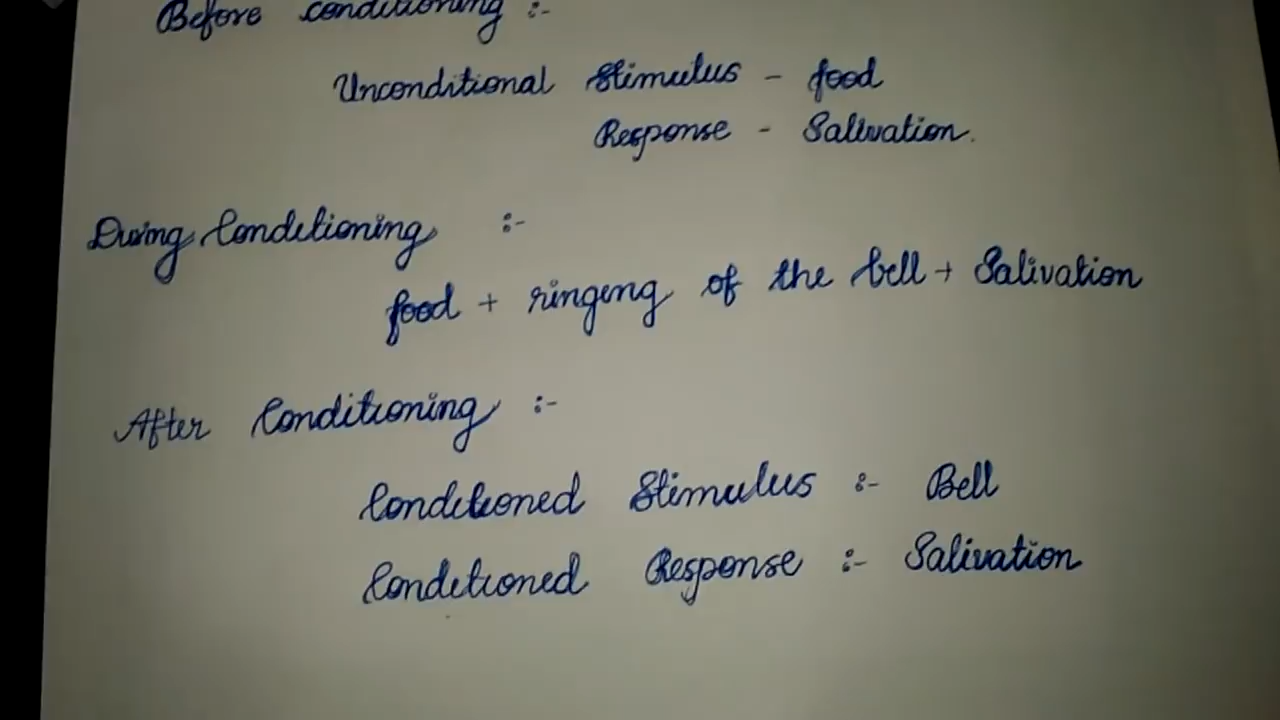 Before conditioning :-
Unconditional Stimulus - food
Response - Salivation.
During Conditioning :-
food + ringing of the bell + Salivation
After Conditioning :-
Conditioned Stimulus :- Bell
Conditioned Response :- Salivation